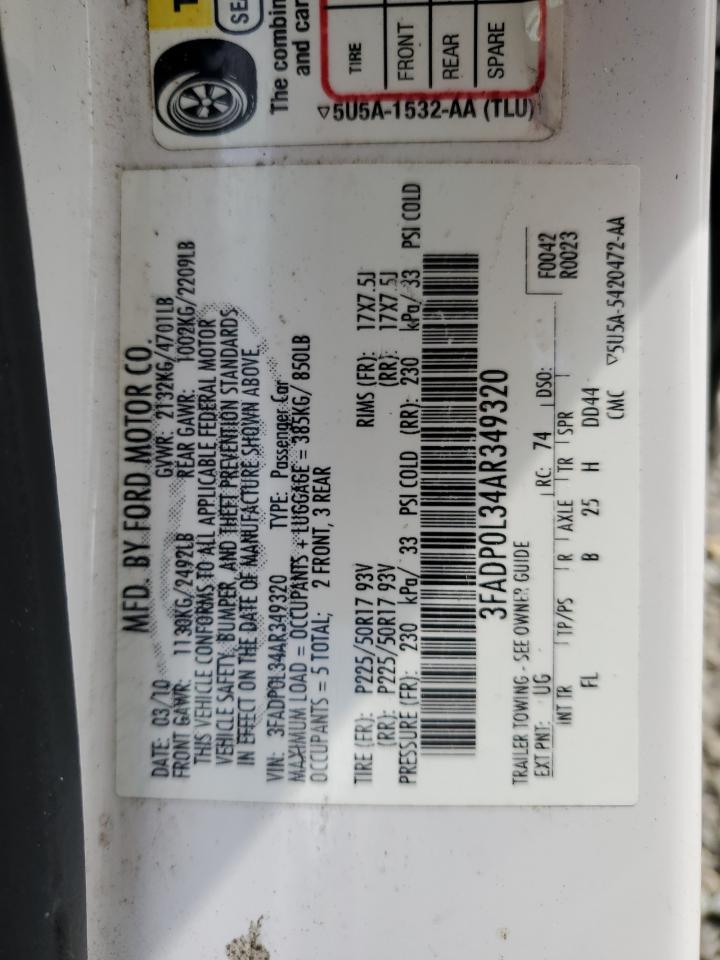 SE
The combin
and car
TIRE
FRONT
REAR
SPARE
▽5U5A-1532-AA (TLU)
MFD. BY FORD MOTOR CO.
DATE: 03/10 GVWR: 2132KG/4701LB
FRONT GAWR: 1130KG/2492LB REAR GAWR: 1002KG/2209LB
THIS VEHICLE CONFORMS TO ALL APPLICABLE FEDERAL MOTOR
VEHICLE SAFETY, BUMPER, AND THEFT PREVENTION STANDARDS
IN EFFECT ON THE DATE OF MANUFACTURE SHOWN ABOVE.
VIN: 3FADP0L34AR349320 TYPE: Passenger Car
MAXIMUM LOAD = OCCUPANTS + LUGGAGE = 385KG/ 850LB
OCCUPANTS = 5 TOTAL; 2 FRONT, 3 REAR
TIRE (FR): P225/50R17 93V RIMS (FR): 17X7.5J
(RR): P225/50R17 93V (RR): 17X7.5J
PRESSURE (FR): 230 kPa/ 33 PSI COLD (RR): 230 kPa/ 33 PSI COLD
3FADP0L34AR349320
TRAILER TOWING - SEE OWNER GUIDE
EXT PNT: UG RC: 74 DSO: F0042
R0023
INT TR TP/PS R AXLE TR SPR
FL B 25 H DD44
CMC ▽5U5A-5420472-AA